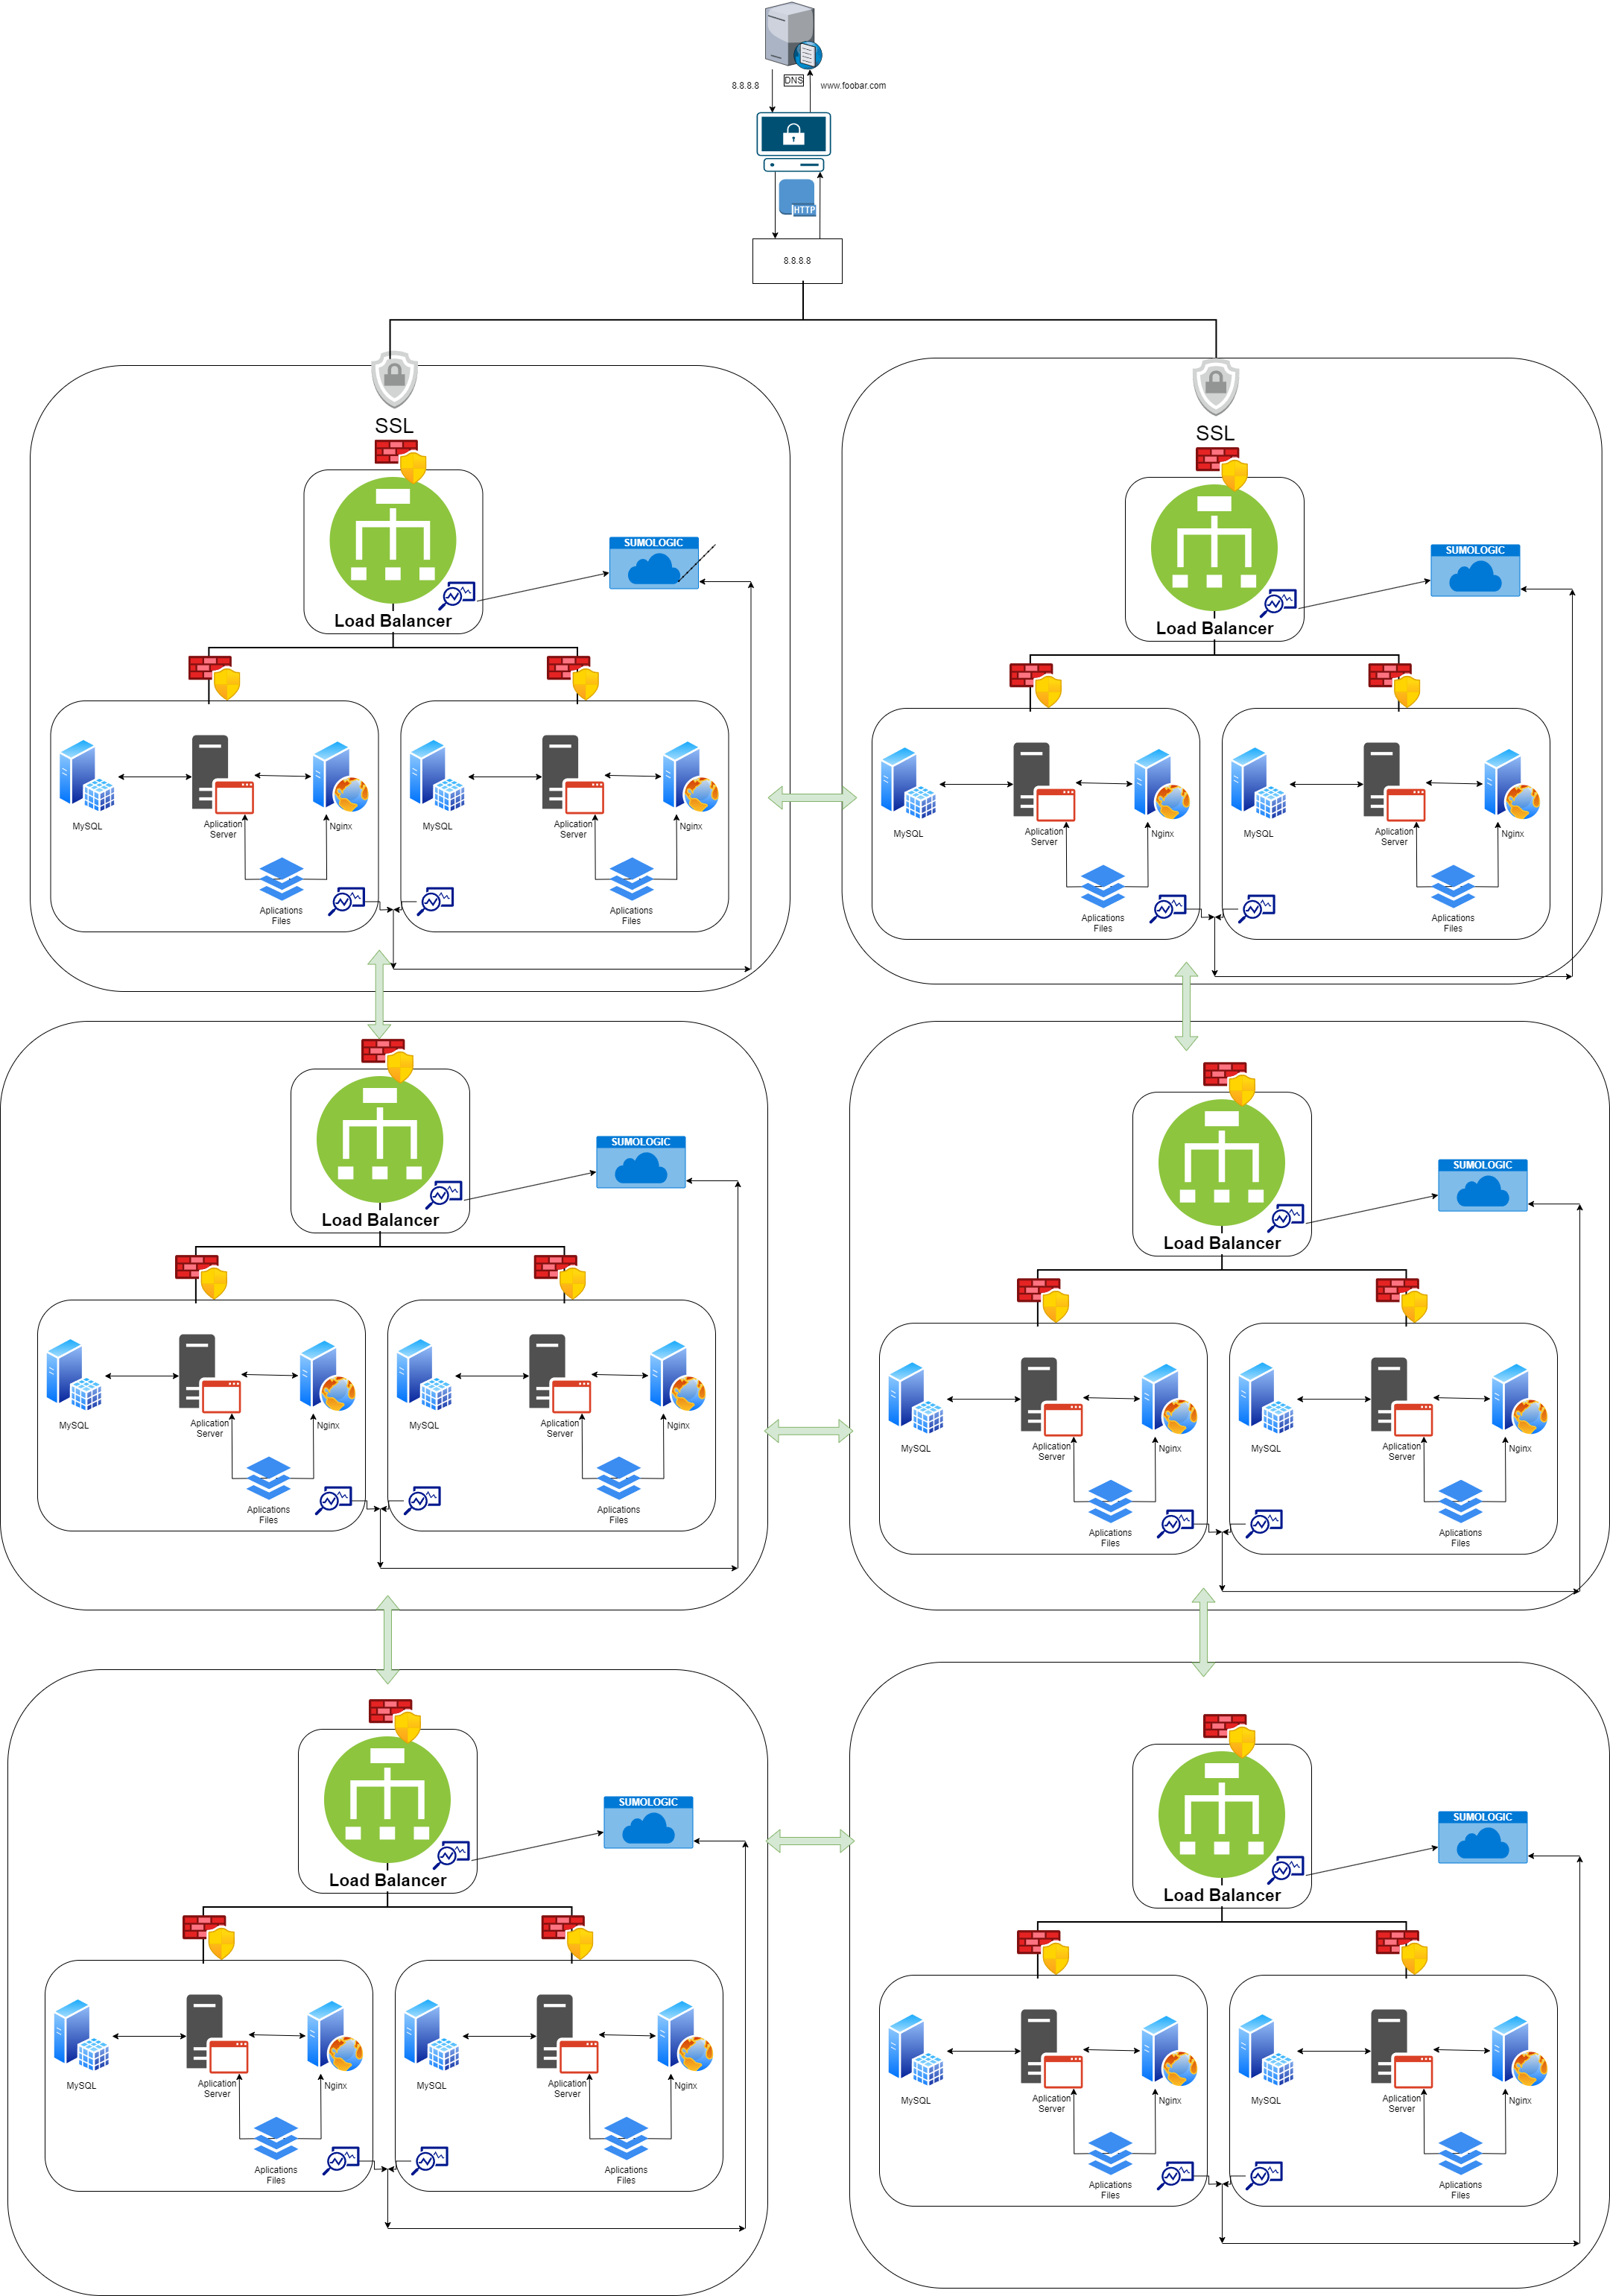 8.8.8.8
DNS
www.foobar.com
HTTP
8.8.8.8
SSL
SUMOLOGIC
Load Balancer
MySQL
Aplication
Server
Nginx
Aplications
Files
MySQL
Aplication
Server
Nginx
Aplications
Files
SSL
SUMOLOGIC
Load Balancer
MySQL
Aplication
Server
Nginx
Aplications
Files
MySQL
Aplication
Server
Nginx
Aplications
Files
SUMOLOGIC
Load Balancer
MySQL
Aplication
Server
Nginx
Aplications
Files
MySQL
Aplication
Server
Nginx
Aplications
Files
SUMOLOGIC
Load Balancer
MySQL
Aplication
Server
Nginx
Aplications
Files
MySQL
Aplication
Server
Nginx
Aplications
Files
SUMOLOGIC
Load Balancer
MySQL
Aplication
Server
Nginx
Aplications
Files
MySQL
Aplication
Server
Nginx
Aplications
Files
SUMOLOGIC
Load Balancer
MySQL
Aplication
Server
Nginx
Aplications
Files
MySQL
Aplication
Server
Nginx
Aplications
Files